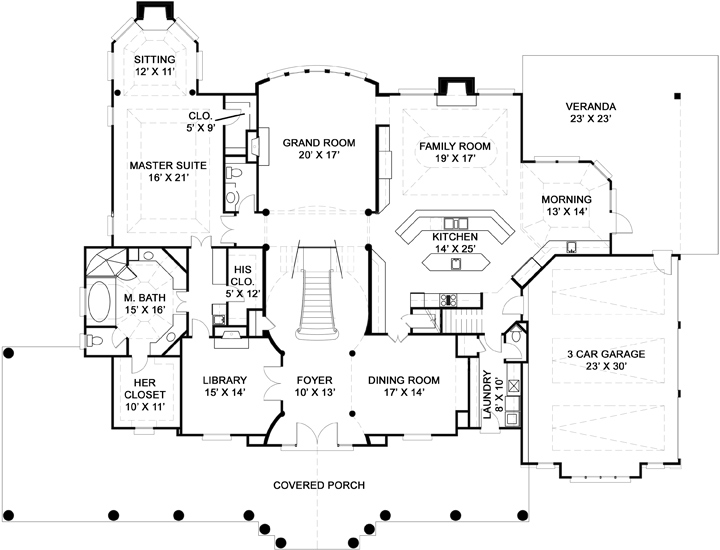 SITTING
12' X 11'
CLO.
5' X 9'
GRAND ROOM
20' X 17'
FAMILY ROOM
19' X 17'
VERANDA
23' X 23'
MASTER SUITE
16' X 21'
MORNING
13' X 14'
KITCHEN
14' X 25'
HIS
CLO.
5' X 12'
M. BATH
15' X 16'
HER
CLOSET
10' X 11'
LIBRARY
15' X 14'
FOYER
10' X 13'
DINING ROOM
17' X 14'
LAUNDRY
8' X 10'
3 CAR GARAGE
23' X 30'
COVERED PORCH